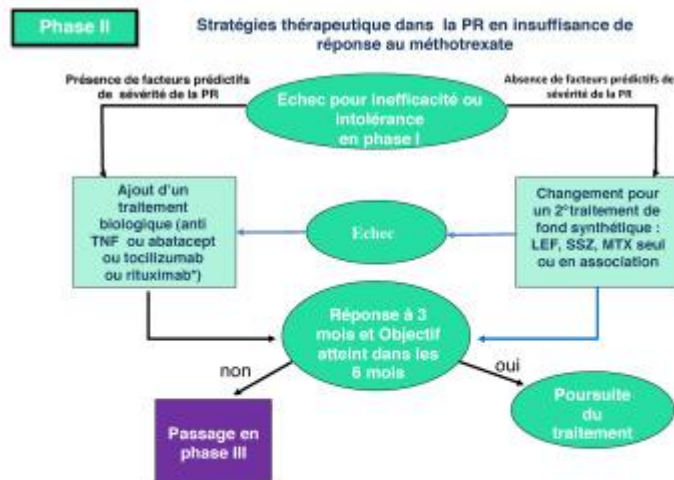 Phase II
Stratégies thérapeutique dans la PR en insuffisance de
réponse au méthotrexate
Présence de facteurs prédictifs
de sévérité de la PR
Absence de facteurs prédictifs de
sévérité de la PR
Echec pour inefficacité ou
intolérance
en phase I
Ajout d'un
traitement
biologique (anti
TNF ou abatacept
ou tocilizumab
ou rituximab*)
Echec
Changement pour
un 2°traitement de
fond synthétique :
LEF, SSZ, MTX seul
ou en association
Réponse à 3
mois et Objectif
atteint dans les
6 mois
non
oui
Passage en
phase III
Poursuite
du
traitement